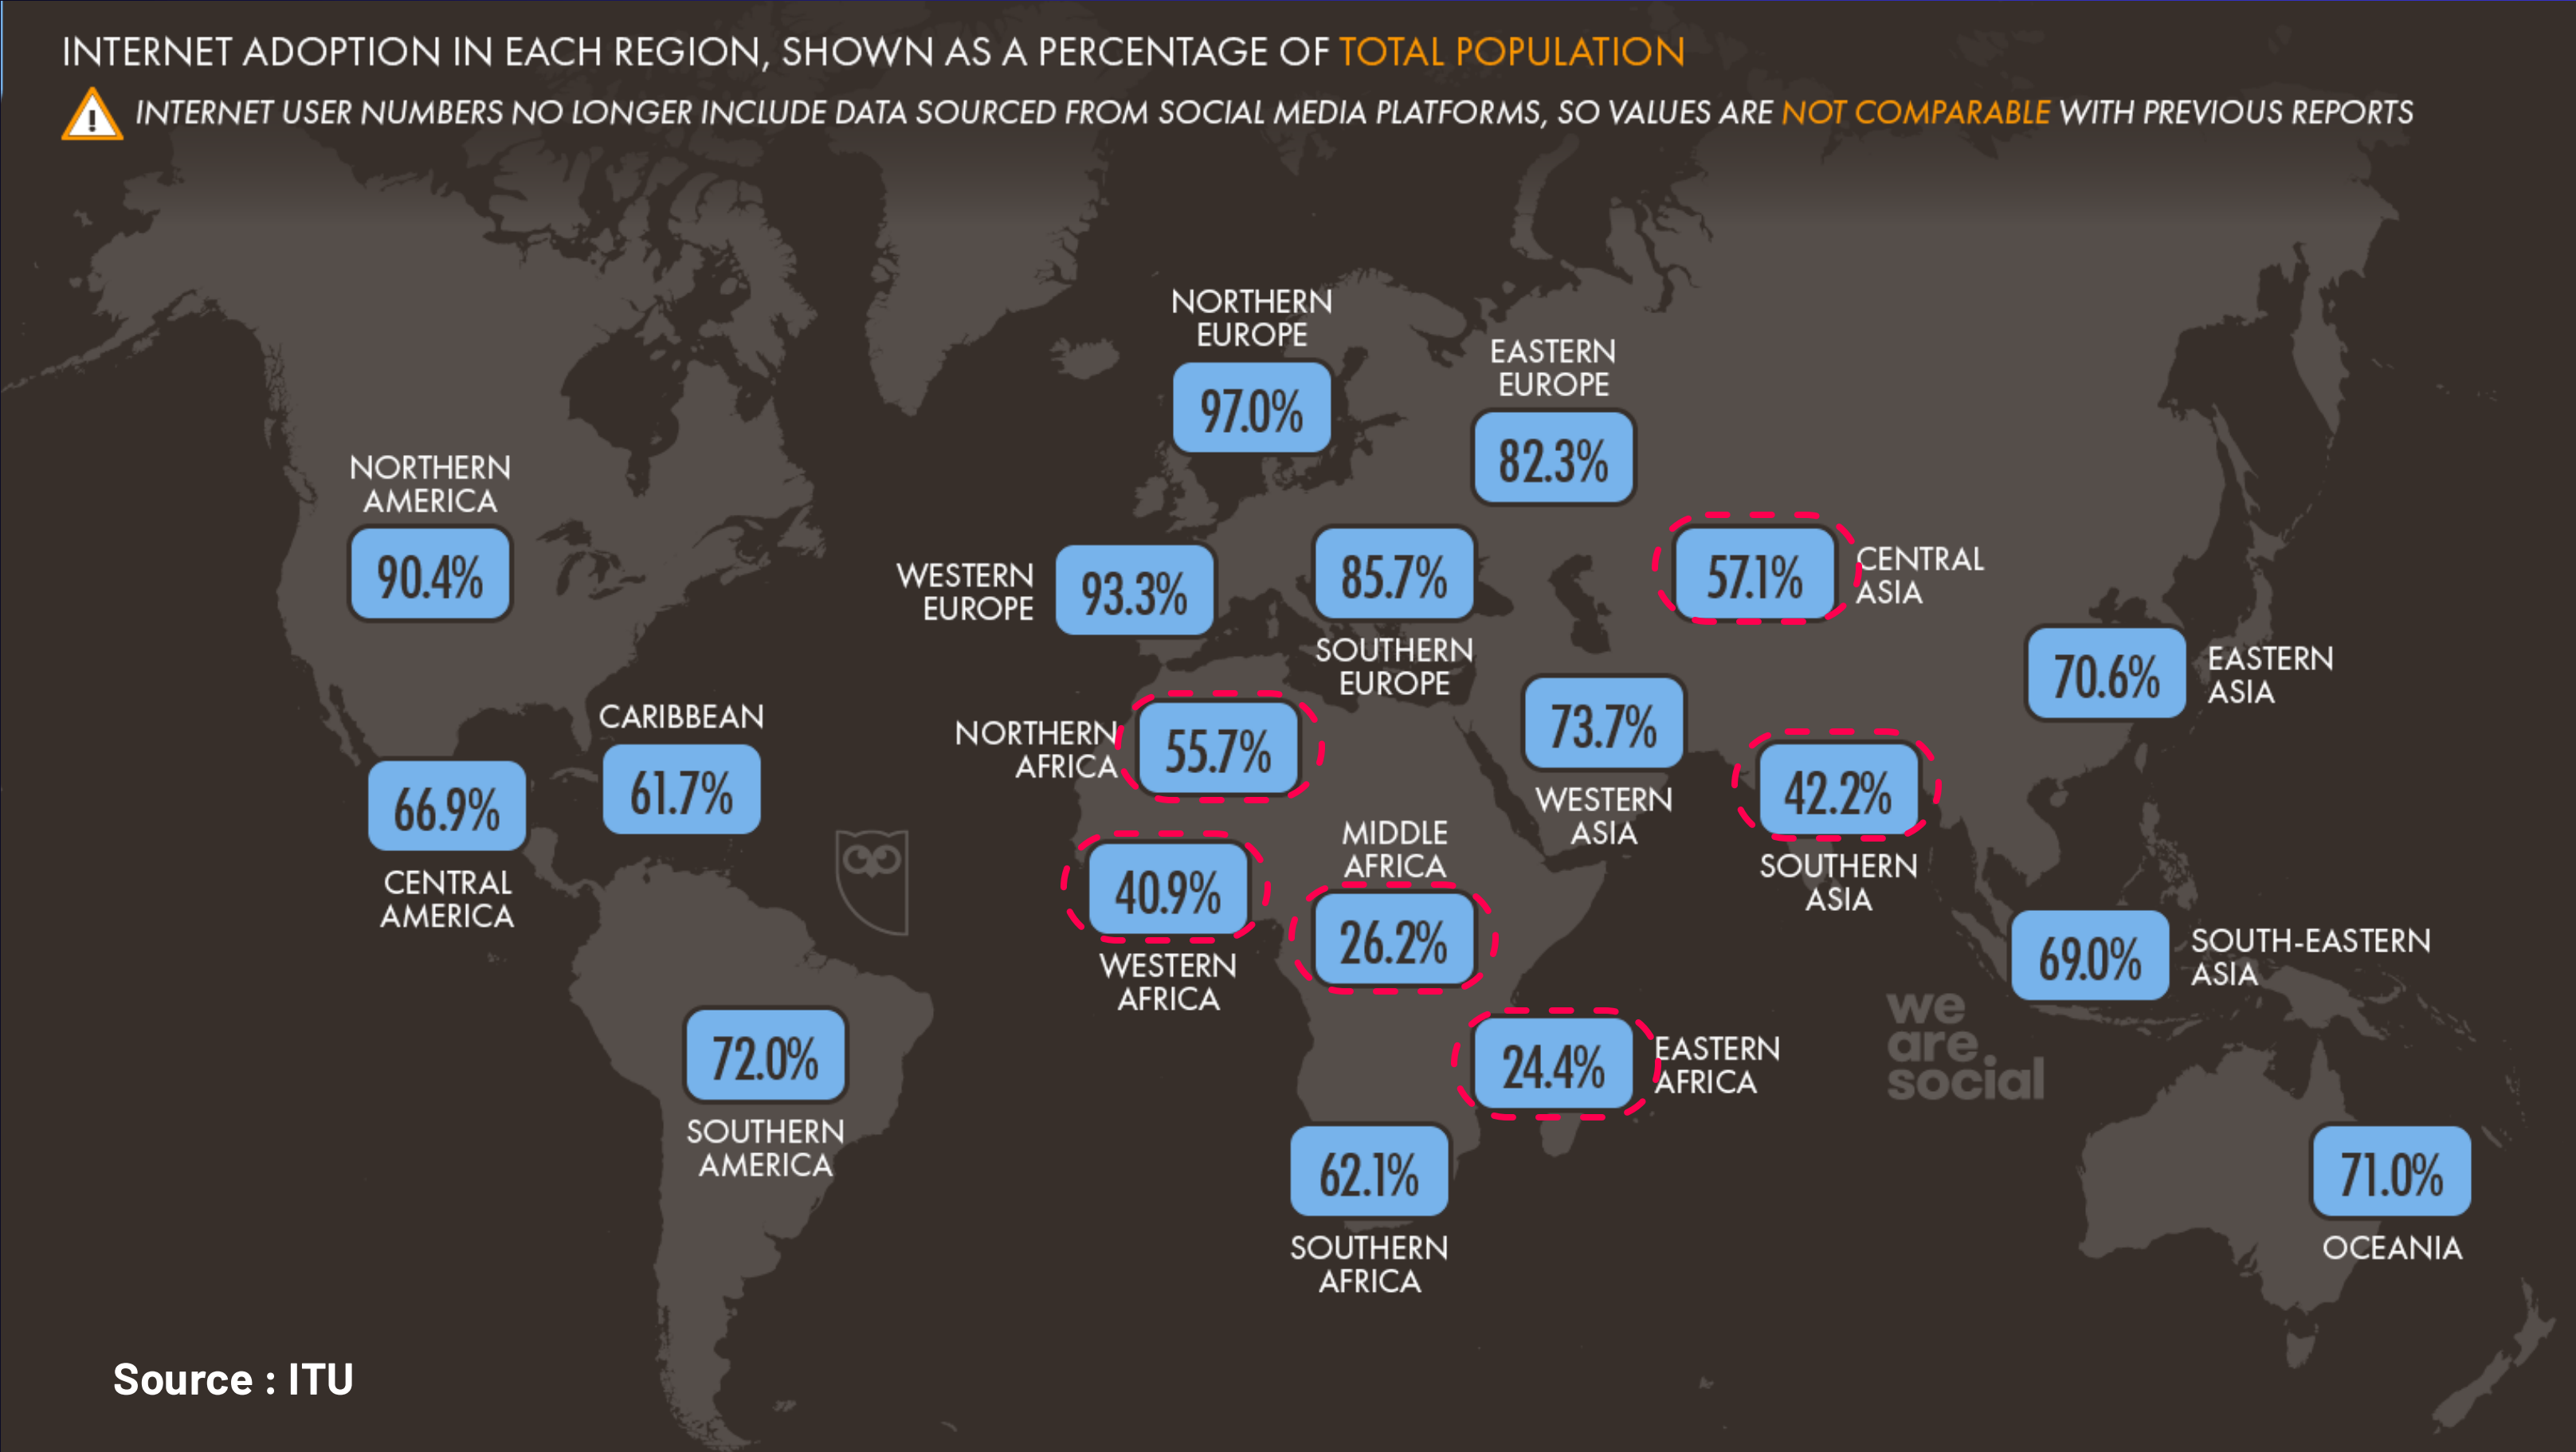 INTERNET ADOPTION IN EACH REGION, SHOWN AS A PERCENTAGE OF TOTAL POPULATION
INTERNET USER NUMBERS NO LONGER INCLUDE DATA SOURCED FROM SOCIAL MEDIA PLATFORMS, SO VALUES ARE NOT COMPARABLE WITH PREVIOUS REPORTS
NORTHERN
EUROPE
97.0%
EASTERN
EUROPE
82.3%
NORTHERN
AMERICA
90.4%
WESTERN
EUROPE
93.3%
85.7%
SOUTHERN
EUROPE
57.1%
CENTRAL
ASIA
70.6%
EASTERN
ASIA
CARIBBEAN
61.7%
66.9%
CENTRAL
AMERICA
NORTHERN
AFRICA
55.7%
73.7%
WESTERN
ASIA
42.2%
SOUTHERN
ASIA
40.9%
WESTERN
AFRICA
MIDDLE
AFRICA
26.2%
69.0%
SOUTH-EASTERN
ASIA
we
are
social
72.0%
SOUTHERN
AMERICA
24.4%
EASTERN
AFRICA
62.1%
SOUTHERN
AFRICA
71.0%
OCEANIA
Source : ITU